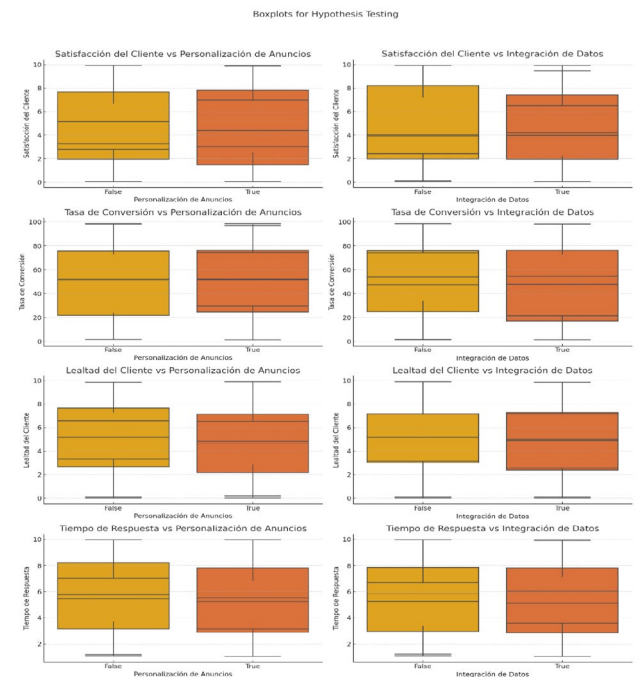 Boxplots for Hypothesis Testing
Satisfacción del Cliente vs Personalización de Anuncios
Satisfacción del Cliente vs Integración de Datos
Satisfacción del Cliente
10
8
6
4
2
0
False
True
Personalización de Anuncios
Satisfacción del Cliente
10
8
6
4
2
0
False
True
Integración de Datos
Tasa de Conversión vs Personalización de Anuncios
Tasa de Conversión vs Integración de Datos
Tasa de Conversión
100
80
60
40
20
0
False
True
Personalización de Anuncios
Tasa de Conversión
100
80
60
40
20
0
False
True
Integración de Datos
Lealtad del Cliente vs Personalización de Anuncios
Lealtad del Cliente vs Integración de Datos
Lealtad del Cliente
10
8
6
4
2
0
False
True
Personalización de Anuncios
Lealtad del Cliente
10
8
6
4
2
0
False
True
Integración de Datos
Tiempo de Respuesta vs Personalización de Anuncios
Tiempo de Respuesta vs Integración de Datos
Tiempo de Respuesta
10
8
6
4
2
False
True
Personalización de Anuncios
Tiempo de Respuesta
10
8
6
4
2
False
True
Integración de Datos